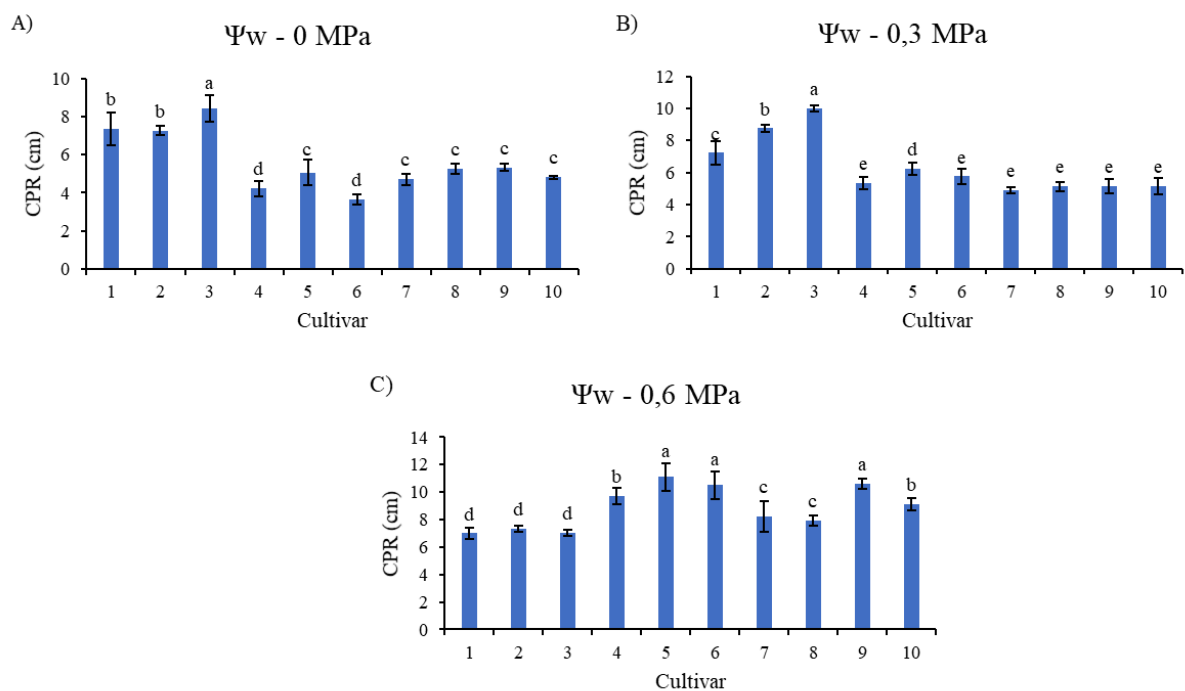 A)
Ψw - 0 MPa
CPR (cm)
10
8
6
4
2
0
b b a d c d c c c c
1 2 3 4 5 6 7 8 9 10
Cultivar
B)
Ψw - 0,3 MPa
CPR (cm)
12
10
8
6
4
2
0
c b a e d e e e e e
1 2 3 4 5 6 7 8 9 10
Cultivar
C)
Ψw - 0,6 MPa
CPR (cm)
14
12
10
8
6
4
2
0
d d d b a a c c a b
1 2 3 4 5 6 7 8 9 10
Cultivar